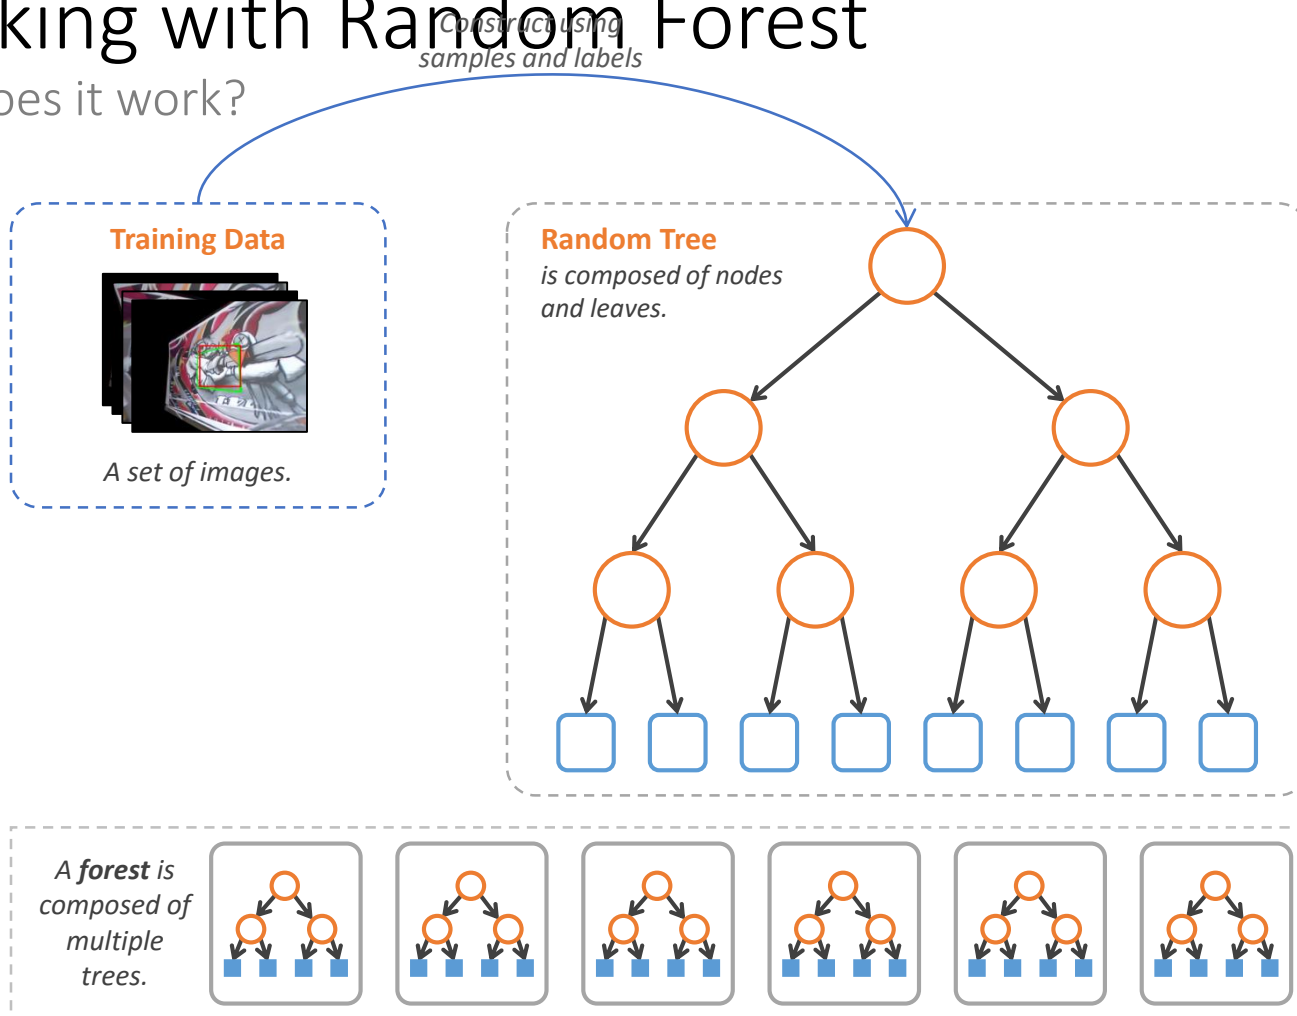 king with Random Forest
oes it work?
Construct using
samples and labels
Training Data
A set of images.
Random Tree
is composed of nodes
and leaves.
A forest is
composed of
multiple
trees.